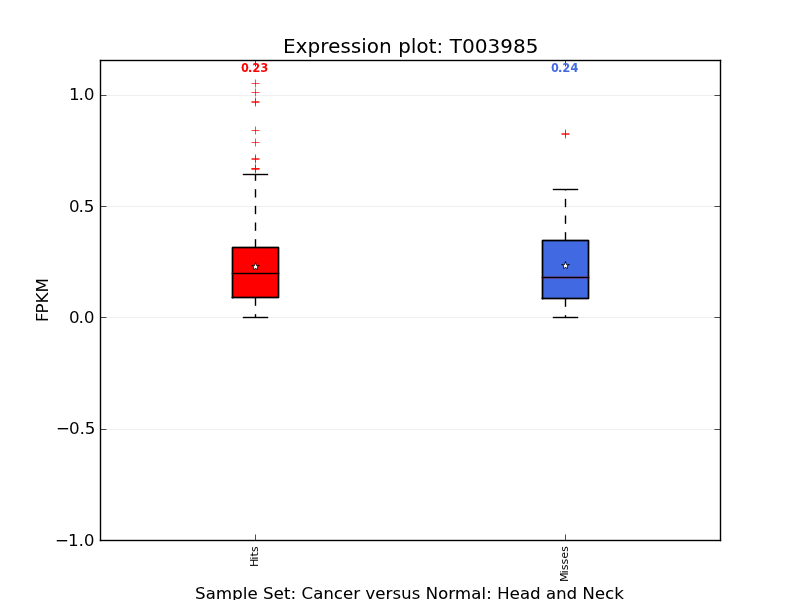 Expression plot: T003985
0.23
0.24
1.0
0.5
0.0
−0.5
−1.0
FPKM
Hits
Misses
Sample Set: Cancer versus Normal: Head and Neck